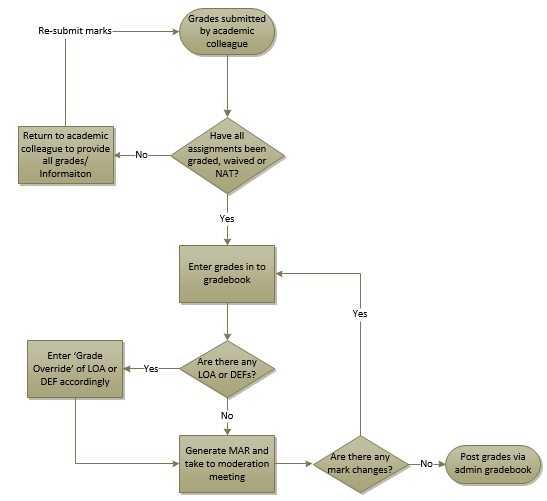 Grades submitted
by academic
colleague
Re-submit marks
Return to academic
colleague to provide
all grades/
Informaiton
No
Have all
assignments been
graded, waived or
NAT?
Yes
Enter grades in to
gradebook
Yes
Enter ‘Grade
Override’ of LOA or
DEF accordingly
Yes
Are there any
LOA or DEFs?
No
Generate MAR and
take to moderation
meeting
Are there any
mark changes?
No
Post grades via
admin gradebook